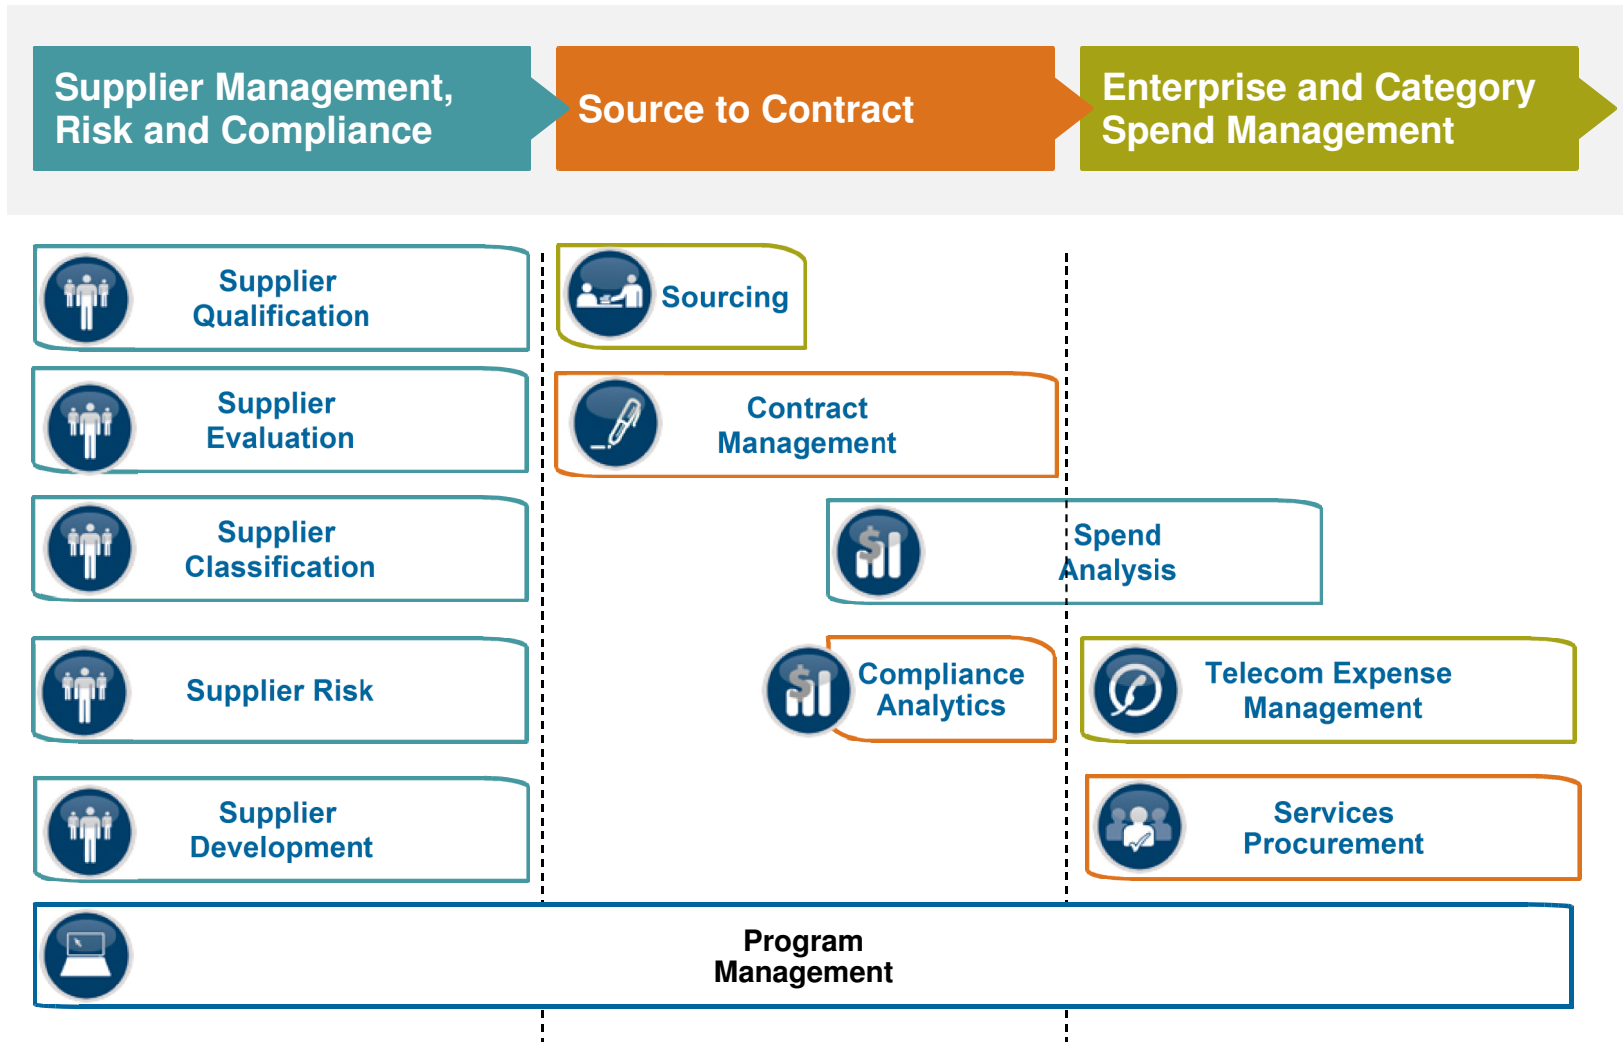 Supplier Management,
Risk and Compliance
Source to Contract
Enterprise and Category
Spend Management
Supplier
Qualification
Sourcing
Supplier
Evaluation
Contract
Management
Supplier
Classification
Spend
Analysis
Supplier Risk
Compliance
Analytics
Telecom Expense
Management
Supplier
Development
Services
Procurement
Program
Management